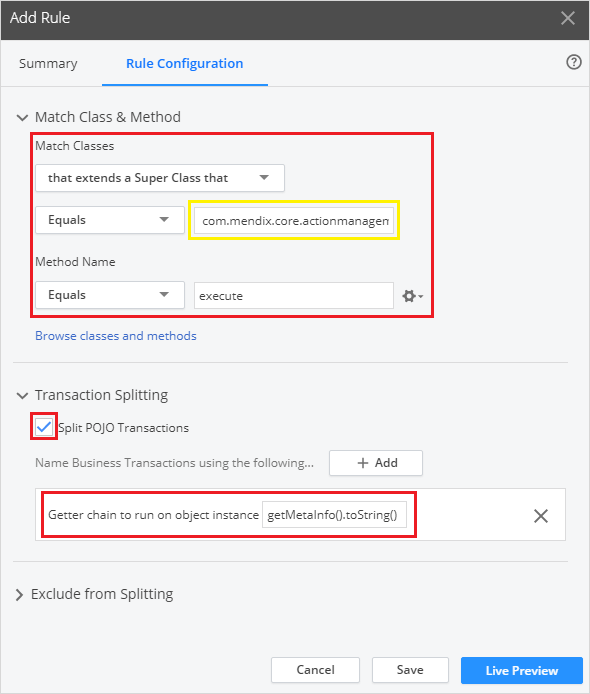 Add Rule
Summary Rule Configuration
Match Class & Method
Match Classes
that extends a Super Class that
Equals com.mendix.core.actionmanagem
Method Name
Equals execute
Browse classes and methods
Transaction Splitting
Split POJO Transactions
Name Business Transactions using the following... + Add
Getter chain to run on object instance getMetaInfo().toString()
Exclude from Splitting
Cancel Save Live Preview